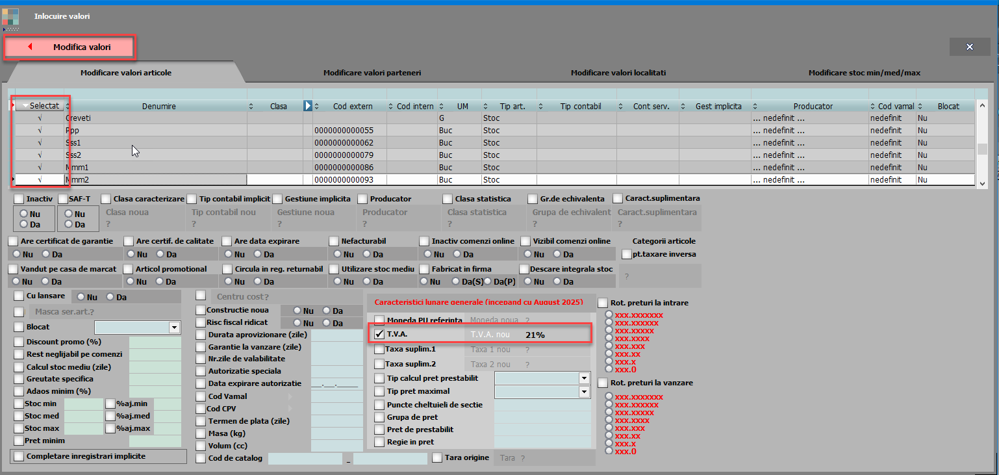 Inlocuire valori
Modifica valori
Modificare valori articole Modificare valori parteneri Modificare valori localitati Modificare stoc min/med/max
Selectat Denumire Clasa Cod extern Cod intern UM Tip art. Tip contabil Cont serv. Gest implicita Producator Cod vamal Blocat
√ Creveti G Stoc ... nedefinit ... nedefinit Nu
√ Ppp 0000000000055 Buc Stoc ... nedefinit ... nedefinit Nu
√ Sss1 0000000000062 Buc Stoc ... nedefinit ... nedefinit Nu
√ Sss2 0000000000079 Buc Stoc ... nedefinit ... nedefinit Nu
√ Mmm1 0000000000086 Buc Stoc ... nedefinit ... nedefinit Nu
√ Mmm2 0000000000093 Buc Stoc ... nedefinit ... nedefinit Nu
Inactiv SAF-T Clasa caracterizare Tip contabil implicit Gestiune implicita Producator Clasa statistica Gr.de echivalenta Caract.suplimentara
Nu Nu Clasa noua Tip contabil nou Gestiune noua Producator Clasa statistica Grupa de echivalent Caract.suplimentara
Da Da ? ? ? ? ? ? ?
Are certificat de garantie Are certif. de calitate Are data expirare Nefacturabil Inactiv comenzi online Vizibil comenzi online Categorii articole
Nu Da Nu Da Nu Da Nu Da Nu Da Nu Da pt.taxare inversa
Vandut pe casa de marcat Articol promotional Circula in reg. returnabil Utilizare stoc mediu Fabricat in firma Descare integrala stoc
Nu Da Nu Da Nu Da Nu Da Nu Da(S) Da(P) Nu Da ?
Cu lansare Nu Da
Masca ser.art.?
Blocat
Discount promo (%)
Rest neglijabil pe comenzi
Calcul stoc mediu (zile)
Greutate specifica
Adaos minim (%)
Stoc min %aj.min
Stoc med %aj.med
Stoc max %aj.max
Pret minim
Completare inregistrari implicite
Centru cost?
Constructie noua Nu Da
Risc fiscal ridicat Nu Da
Durata aprovizionare (zile)
Garantie la vanzare (zile)
Nr.zile de valabilitate
Autorizatie speciala
Data expirare autorizatie __.__.____
Cod Vamal
Cod CPV
Termen de plata (zile)
Masa (kg)
Volum (cc)
Cod de catalog _
Caracteristici lunare generale (incepand cu August 2025)
Moneda PU referinta Moneda noua ?
T.V.A. T.V.A. nou 21%
Taxa suplim.1 Taxa 1 nou ?
Taxa suplim.2 Taxa 2 nou ?
Tip calcul pret prestabilit
Tip pret maximal
Puncte cheltuieli de sectie
Grupa de pret
Pret de prestabilit
Regie in pret
Tara origine Tara ?
Rot. preturi la intrare
xxx.xxxxxxx
xxx.xxxxxx
xxx.xxxxx
xxx.xxxx
xxx.xxx
xxx.xx
xxx.x
xxx.0
Rot. preturi la vanzare
xxx.xxxxxxx
xxx.xxxxxx
xxx.xxxxx
xxx.xxxx
xxx.xxx
xxx.xx
xxx.x
xxx.0